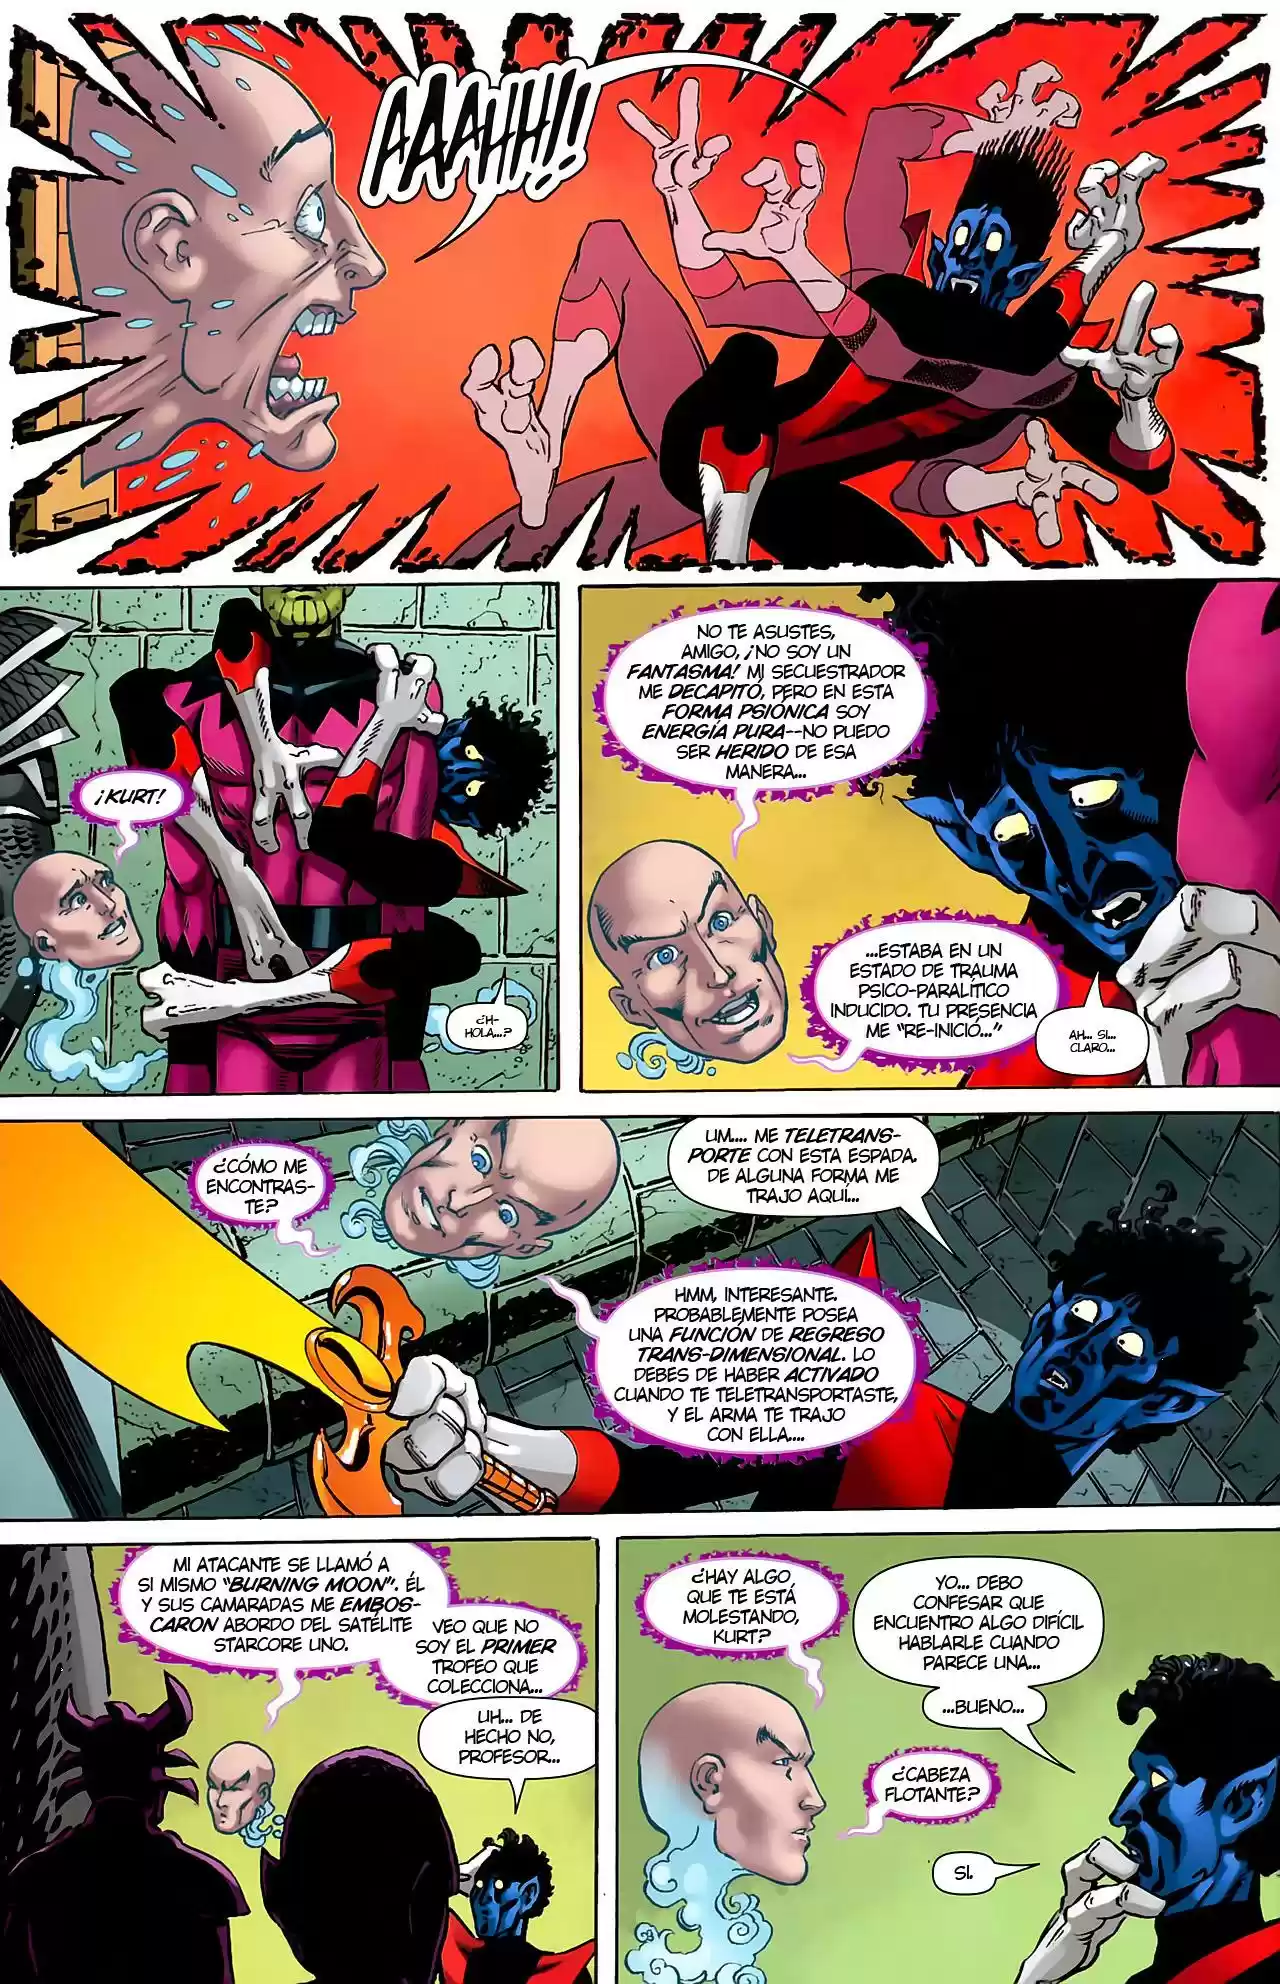 AAAHH!!
¡KURT!
¿H-
HOLA...?
NO TE ASUSTES,
AMIGO, ¡NO SOY UN
FANTASMA! MI SECUESTRADOR
ME DECAPITÓ, PERO EN ESTA
FORMA PSIÓNICA SOY
ENERGÍA PURA--NO PUEDO
SER HERIDO DE ESA
MANERA...
...ESTABA EN UN
ESTADO DE TRAUMA
PSICO-PARALÍTICO
INDUCIDO. TU PRESENCIA
ME "RE-INICIÓ..."
AH... SI...
CLARO...
¿CÓMO ME
ENCONTRAS-
TE?
UM.... ME TELETRANS-
PORTE CON ESTA ESPADA.
DE ALGUNA FORMA ME
TRAJO AQUÍ...
HMM, INTERESANTE.
PROBABLEMENTE POSEA
UNA FUNCIÓN DE REGRESO
TRANS-DIMENSIONAL. LO
DEBES DE HABER ACTIVADO
CUANDO TE TELETRANSPORTASTE,
Y EL ARMA TE TRAJO
CON ELLA....
MI ATACANTE SE LLAMÓ A
SI MISMO "BURNING MOON". ÉL
Y SUS CAMARADAS ME EMBOS-
CARON ABORDO DEL SATÉLITE
STARCORE UNO.
VEO QUE NO
SOY EL PRIMER
TROFEO QUE
COLECCIONA...
UH... DE
HECHO NO,
PROFESOR...
¿HAY ALGO
QUE TE ESTÁ
MOLESTANDO,
KURT?
YO... DEBO
CONFESAR QUE
ENCUENTRO ALGO DIFÍCIL
HABLARLE CUANDO
PARECE UNA...
...BUENO...
¿CABEZA
FLOTANTE?
SI.